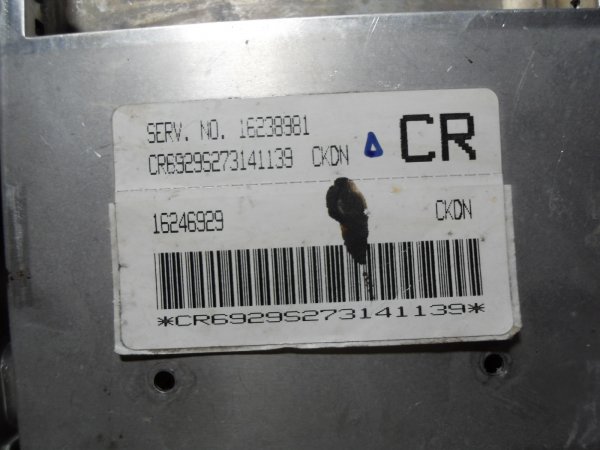 SERV. NO. 16238981
CR6929S273141139 CKDN CR
16246929 CKDN
*CR6929S273141139*